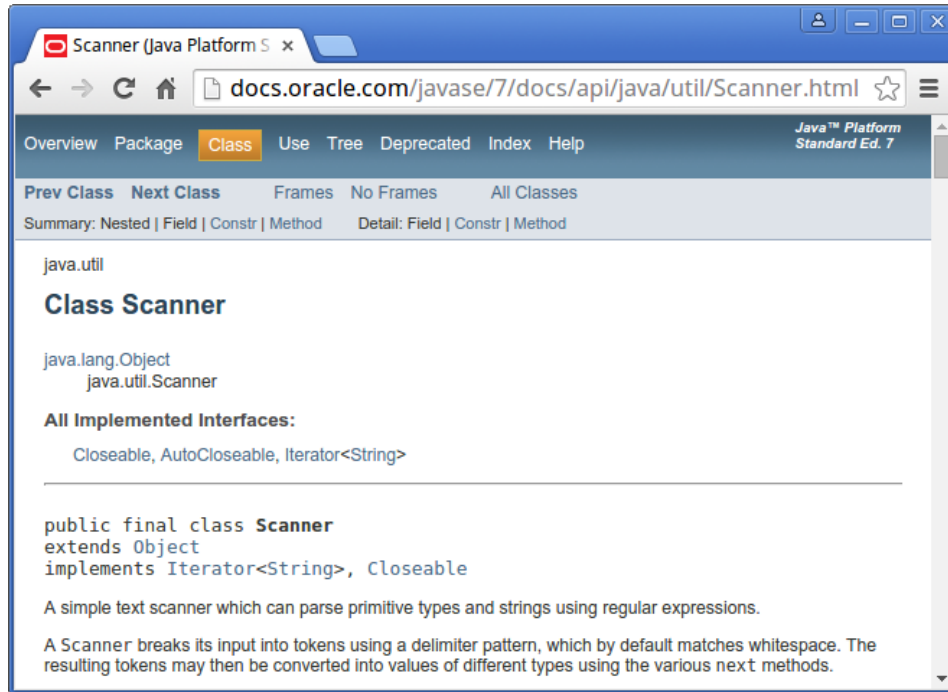 Scanner (Java Platform S
docs.oracle.com/javase/7/docs/api/java/util/Scanner.html
Overview Package Class Use Tree Deprecated Index Help
Java™ Platform
Standard Ed. 7
Prev Class Next Class Frames No Frames All Classes
Summary: Nested | Field | Constr | Method Detail: Field | Constr | Method
java.util
Class Scanner
java.lang.Object
java.util.Scanner
All Implemented Interfaces:
Closeable, AutoCloseable, Iterator<String>
public final class Scanner
extends Object
implements Iterator<String>, Closeable
A simple text scanner which can parse primitive types and strings using regular expressions.
A Scanner breaks its input into tokens using a delimiter pattern, which by default matches whitespace. The
resulting tokens may then be converted into values of different types using the various next methods.